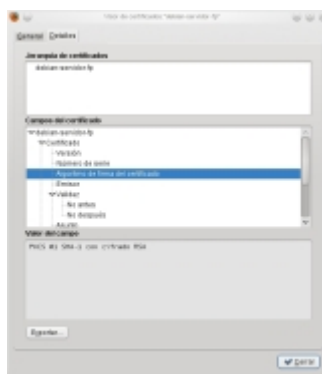 Visor de certificados: "debian-servidor-fp"
General Detalles
Jerarquía de certificados
debian-servidor-fp
Campos del certificado
debian-servidor-fp
Certificado
Versión
Número de serie
Algoritmo de firma del certificado
Emisor
Validez
No antes
No después
Asunto
Valor del campo
PKCS #1 SHA-1 con cifrado RSA
Exportar...
Cerrar